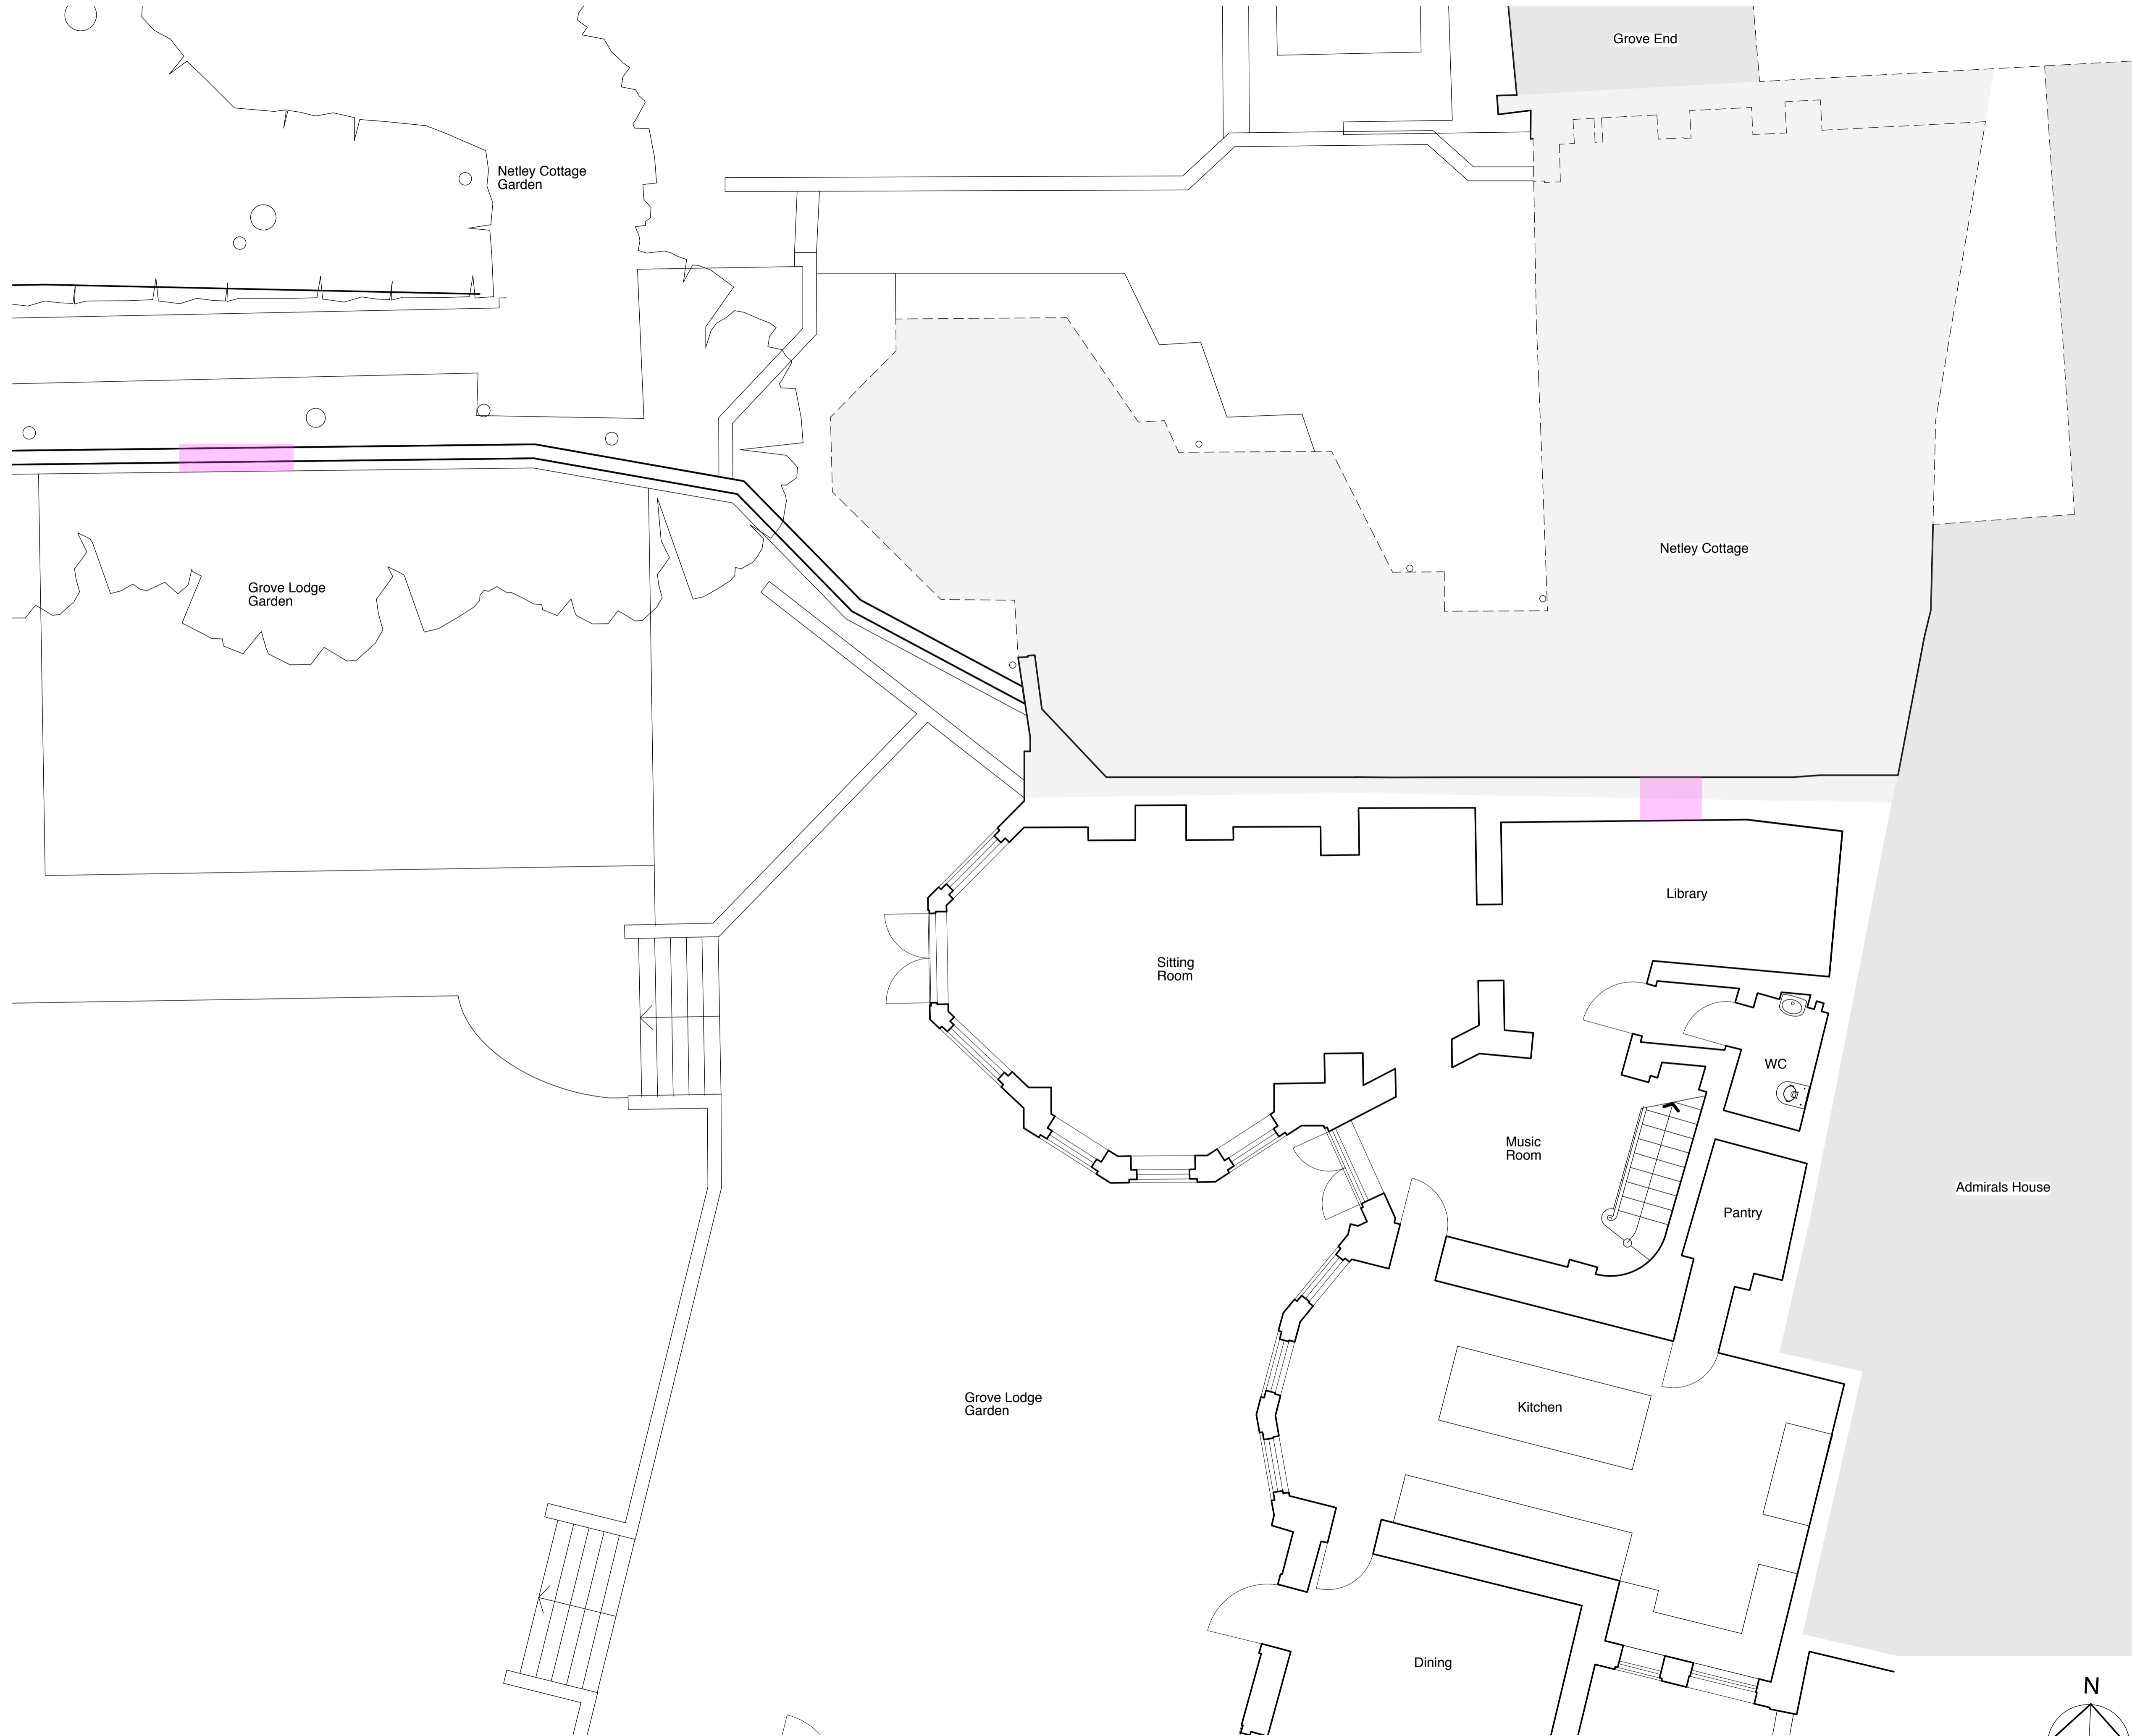 Grove End
Netley Cottage
Garden
Netley Cottage
Grove Lodge
Garden
Library
Sitting
Room
WC
Music
Room
Admirals House
Pantry
Grove Lodge
Garden
Kitchen
Dining
N